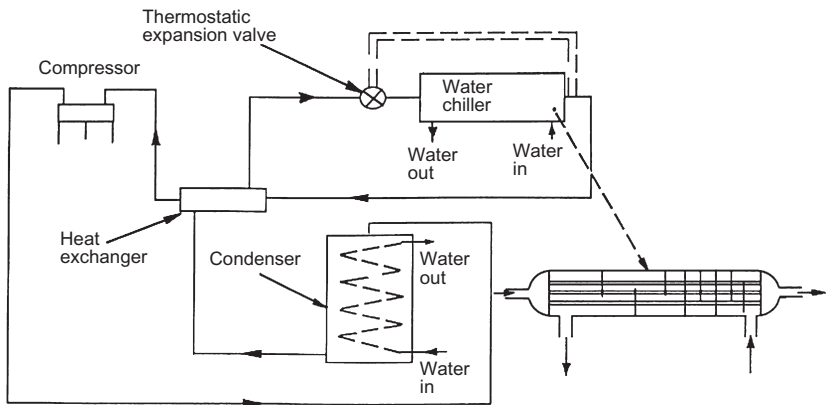 Thermostatic
expansion valve
Compressor
Water
chiller
Water
out
Water
in
Heat
exchanger
Condenser
Water
out
Water
in